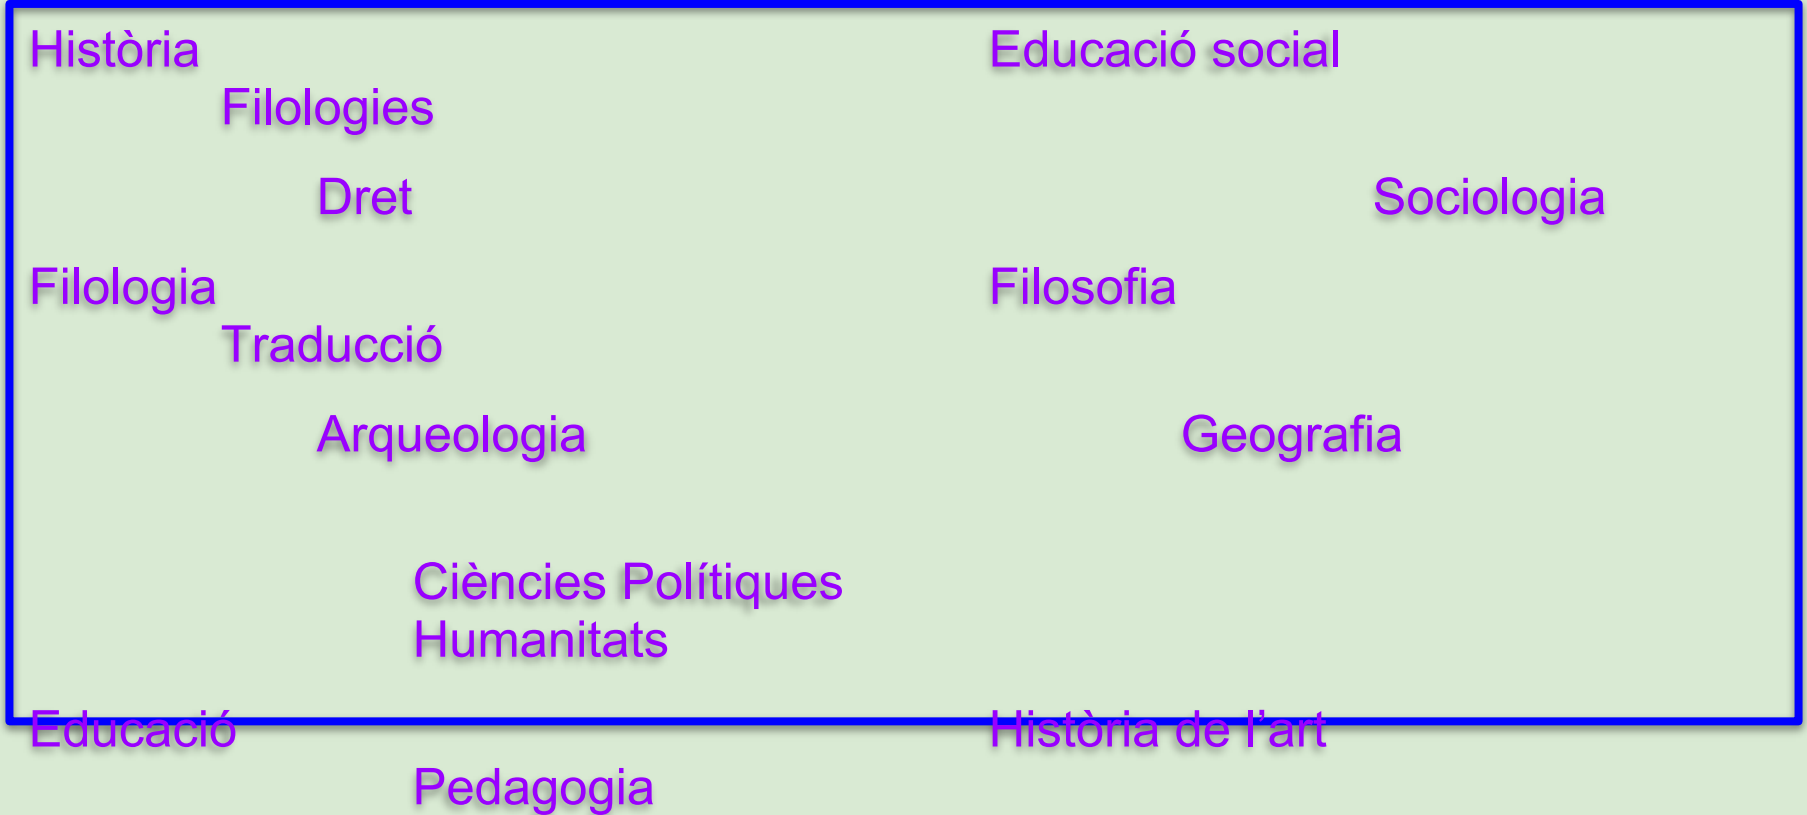 Història Educació social
Filologies
Dret Sociologia
Filologia Filosofia
Traducció
Arqueologia Geografia
Ciències Polítiques
Humanitats
Educació Història de l’art
Pedagogia